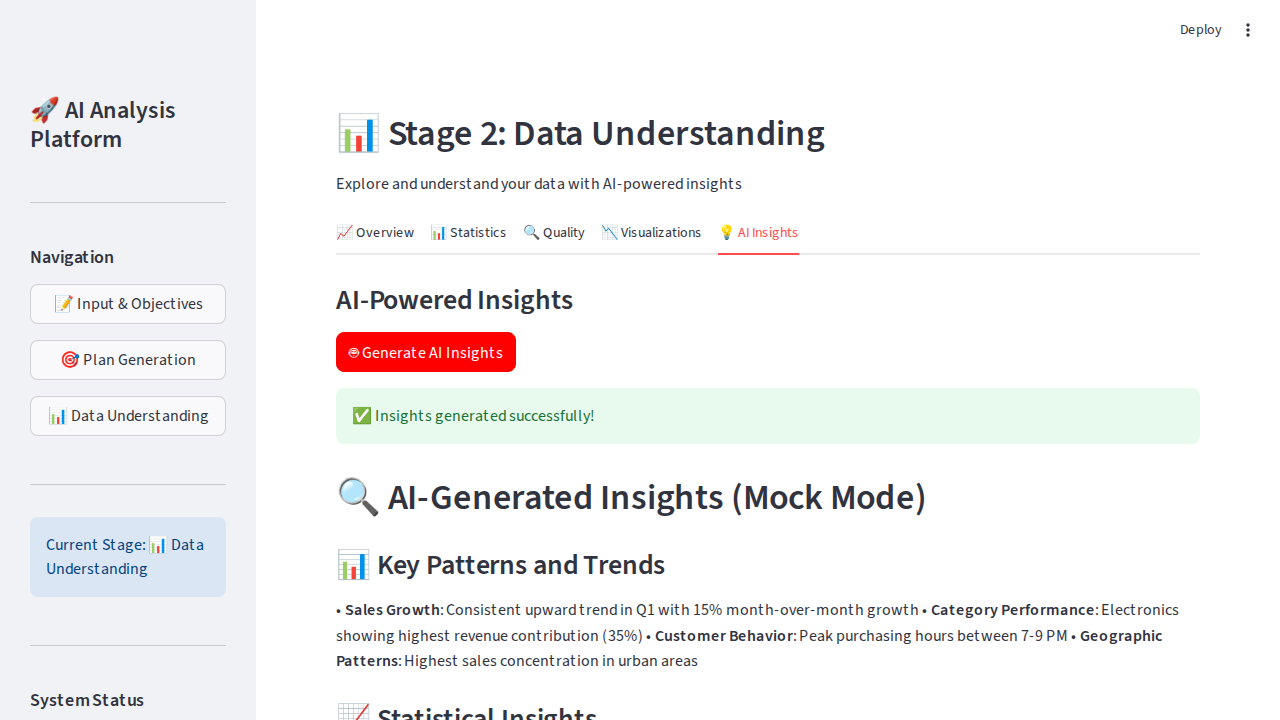 Deploy
🚀 AI Analysis
Platform
Navigation
📝 Input & Objectives
🎯 Plan Generation
📊 Data Understanding
Current Stage: 📊 Data
Understanding
System Status
📊 Stage 2: Data Understanding
Explore and understand your data with AI-powered insights
📈 Overview 📊 Statistics 🔍 Quality 📉 Visualizations 💡 AI Insights
AI-Powered Insights
Generate AI Insights
✅ Insights generated successfully!
🔍 AI-Generated Insights (Mock Mode)
📊 Key Patterns and Trends
• Sales Growth: Consistent upward trend in Q1 with 15% month-over-month growth • Category Performance: Electronics
showing highest revenue contribution (35%) • Customer Behavior: Peak purchasing hours between 7-9 PM • Geographic
Patterns: Highest sales concentration in urban areas
📈 Statistical Insights